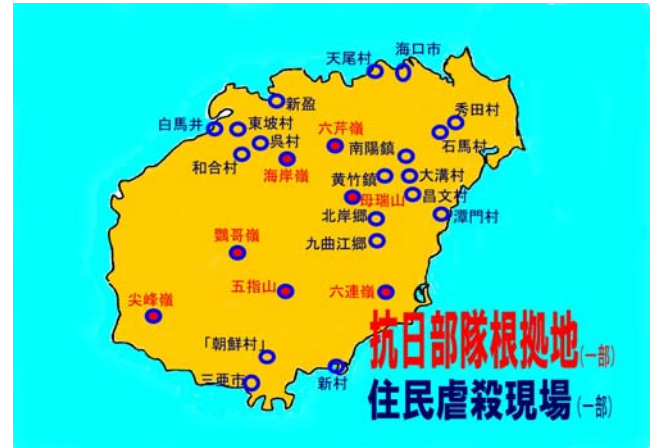 海口市
天尾村
新盈
秀田村
白馬井
東坡村
六芹嶺
呉村
南陽鎮
石馬村
和合村
海岸嶺
黄竹鎮
大溝村
母瑞山
昌文村
北岸郷
潭門村
鸚哥嶺
九曲江郷
五指山
六連嶺
尖峰嶺
抗日部隊根拠地(一部)
「朝鮮村」
三亜市
新村
住民虐殺現場(一部)